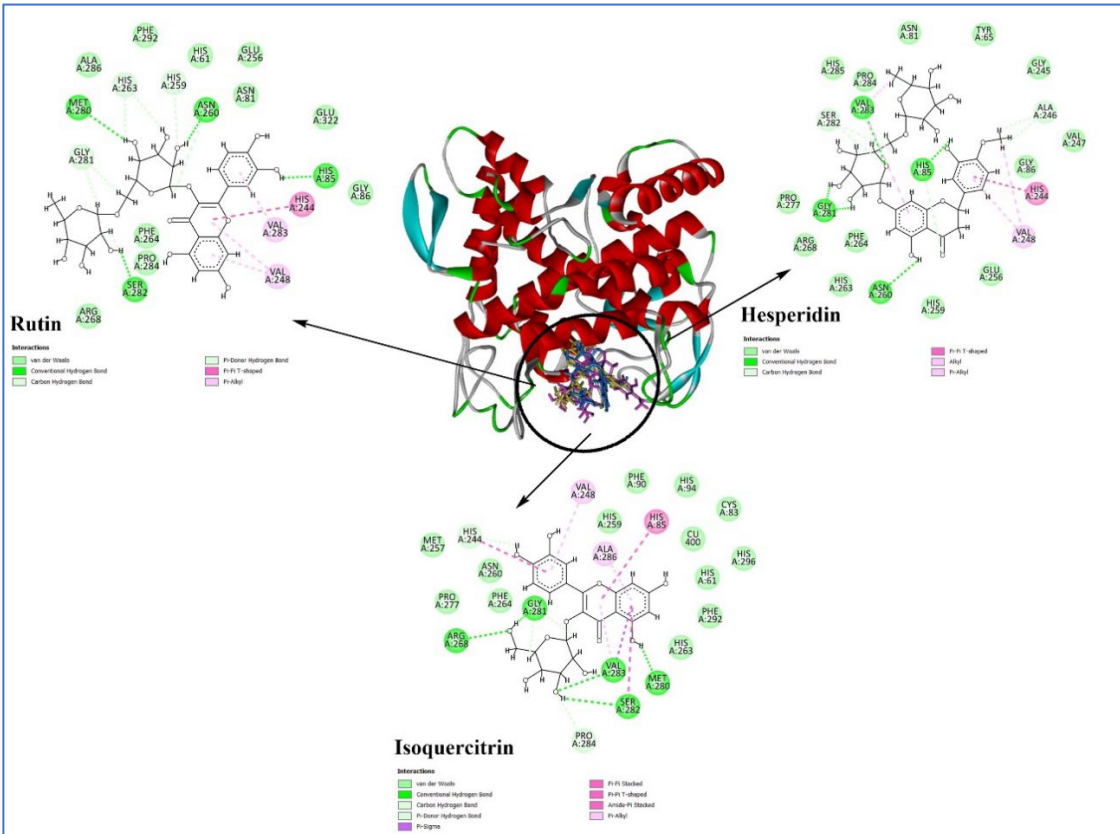 PHE
A:292
HIS
A:61
GLU
A:256
ALA
A:286
HIS
A:263
HIS
A:259
MET
A:280
ASN
A:260
ASN
A:81
GLU
A:322
GLY
A:281
HIS
A:85
GLY
A:86
HIS
A:244
VAL
A:283
PHE
A:264
PRO
A:284
VAL
A:248
SER
A:282
ARG
A:268
Rutin
Interactions
van der Waals
Conventional Hydrogen Bond
Carbon Hydrogen Bond
Pi-Donor Hydrogen Bond
Pi-Pi T-shaped
Pi-Alkyl
ASN
A:81
TYR
A:65
HIS
A:285
PRO
A:284
GLY
A:245
VAL
A:283
SER
A:282
ALA
A:246
VAL
A:247
HIS
A:85
GLY
A:86
HIS
A:244
PRO
A:277
GLY
A:281
VAL
A:248
ARG
A:268
PHE
A:264
HIS
A:263
ASN
A:260
GLU
A:256
HIS
A:259
Hesperidin
Interactions
van der Waals
Conventional Hydrogen Bond
Carbon Hydrogen Bond
Pi-Pi T-shaped
Alkyl
Pi-Alkyl
VAL
A:248
PHE
A:90
HIS
A:94
CYS
A:83
HIS
A:244
HIS
A:259
HIS
A:85
MET
A:257
CU
400
ALA
A:286
HIS
A:296
ASN
A:260
HIS
A:61
PRO
A:277
PHE
A:264
GLY
A:281
PHE
A:292
ARG
A:268
HIS
A:263
VAL
A:283
MET
A:280
SER
A:282
PRO
A:284
Isoquercitrin
Interactions
van der Waals
Conventional Hydrogen Bond
Carbon Hydrogen Bond
Pi-Donor Hydrogen Bond
Pi-Sigma
Pi-Pi Stacked
Pi-Pi T-shaped
Amide-Pi Stacked
Pi-Alkyl